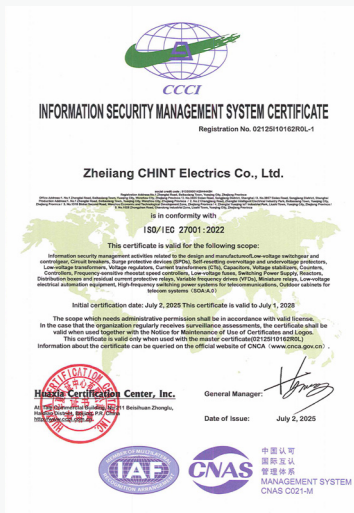 CCCI
INFORMATION SECURITY MANAGEMENT SYSTEM CERTIFICATE
Registration No. 02125I10162R0L-1
Zhejiang CHINT Electrics Co., Ltd.
is in conformity with
ISO/IEC 27001:2022
This certificate is valid for the following scope:
Information security management activities related to the design and manufactureofLow-voltage switchgear and
controlgear, Circuit breakers, Surge protective devices (SPDs), Self-resetting overvoltage and undervoltage protectors,
Low-voltage transformers, Voltage regulators, Current transformers (CTs), Capacitors, Voltage stabilizers, Counters,
Controllers, Frequency-sensitive rheostat speed controllers, Low-voltage fuses, Switching Power Supply, Reactors,
Distribution boxes and residual current protective relays, Variable frequency drives (VFDs), Miniature relays, Low-voltage
electrical automation equipment, High-frequency switching power systems for telecommunications, Outdoor cabinets for
telecom systems (SOA:A.0)
Initial certification date: July 2, 2025 This certificate is valid to July 1, 2028
The scope which needs administrative permission shall be in accordance with valid license.
In the case that the organization regularly receives surveillance assessments, the certificate shall be
valid when used together with the Notice for Maintenance of Use of Certificates and Logos.
This certificate is valid only when used with the master certificate(02125I10162R0L)
Information about the certificate can be queried on the official website of CNCA (www.cnca.gov.cn) .
Huaxia Certification Center, Inc.
General Manager:
Date of Issue: July 2, 2025
MEMBER OF MULTILATERAL
IAF
RECOGNITION ARRANGEMENT
CNAS
中国认可
国际互认
管理体系
MANAGEMENT SYSTEM
CNAS C021-M